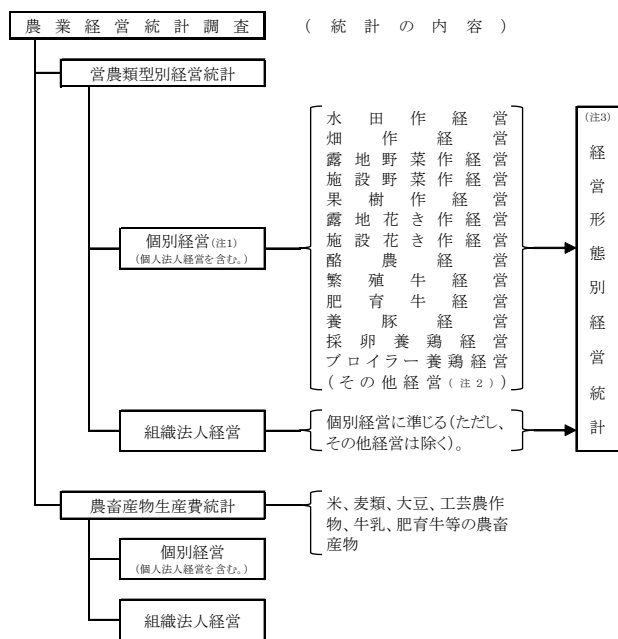 農業経営統計調査 (統計の内容)
営農類型別経営統計
個別経営(注1)
(個人法人経営を含む。)
水田作経営
畑作経営
露地野菜作経営
施設野菜作経営
果樹作経営
露地花き作経営
施設花き作経営
酪農経営
繁殖牛経営
肥育牛経営
養豚経営
採卵養鶏経営
ブロイラー養鶏経営
(その他経営(注2))
(注3)
経営形態別経営統計
組織法人経営
個別経営に準じる(ただし、
その他経営は除く)。
農畜産物生産費統計
米、麦類、大豆、工芸農作
物、牛乳、肥育牛等の農畜
産物
個別経営
(個人法人経営を含む。)
組織法人経営